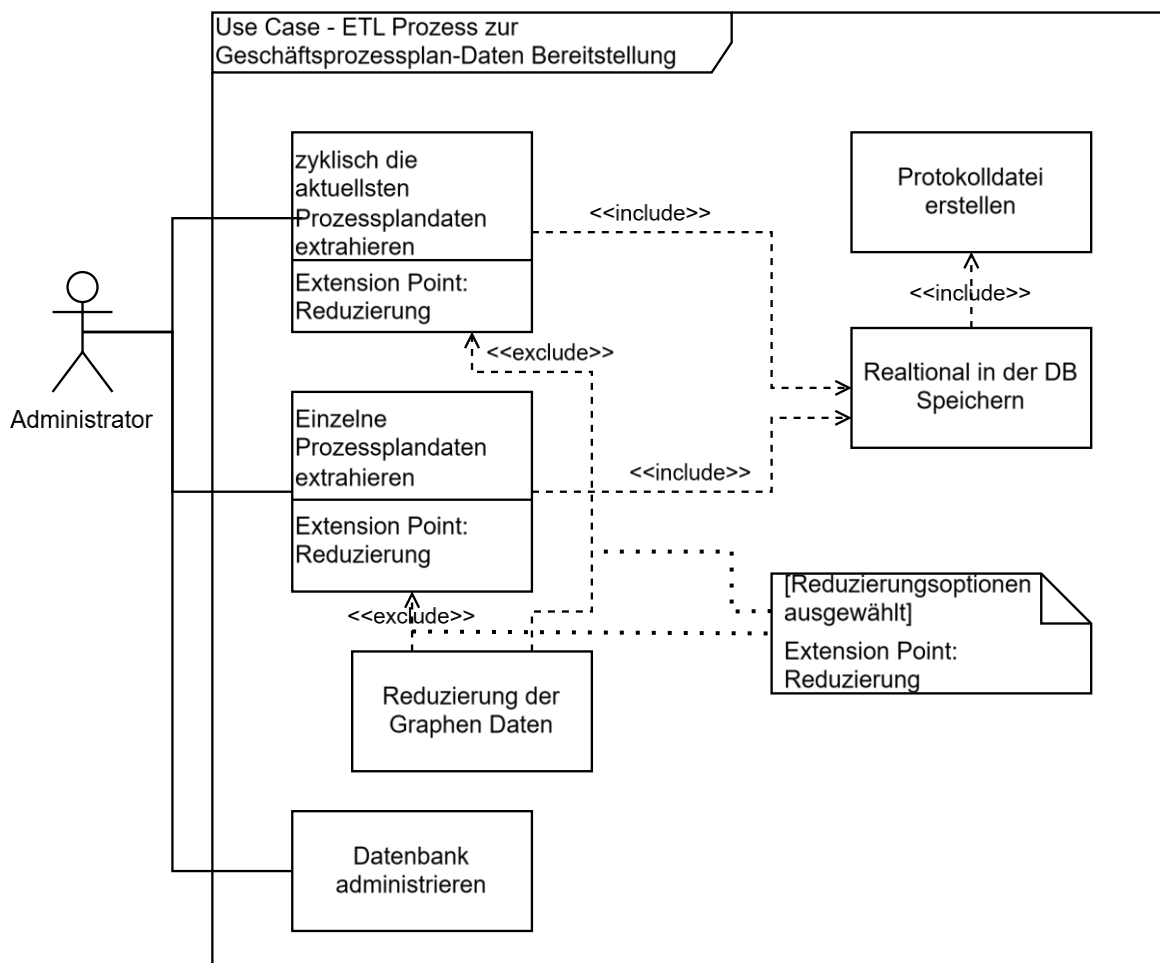 Use Case - ETL Prozess zur
Geschäftsprozessplan-Daten Bereitstellung
zyklisch die
aktuellsten
Prozessplandaten
extrahieren
Extension Point:
Reduzierung
<<include>>
Protokolldatei
erstellen
<<include>>
<<exclude>>
Realtional in der DB
Speichern
Administrator
Einzelne
Prozessplandaten
extrahieren
Extension Point:
Reduzierung
<<include>>
<<exclude>>
[Reduzierungsoptionen
ausgewählt]
Extension Point:
Reduzierung
Reduzierung der
Graphen Daten
Datenbank
administrieren